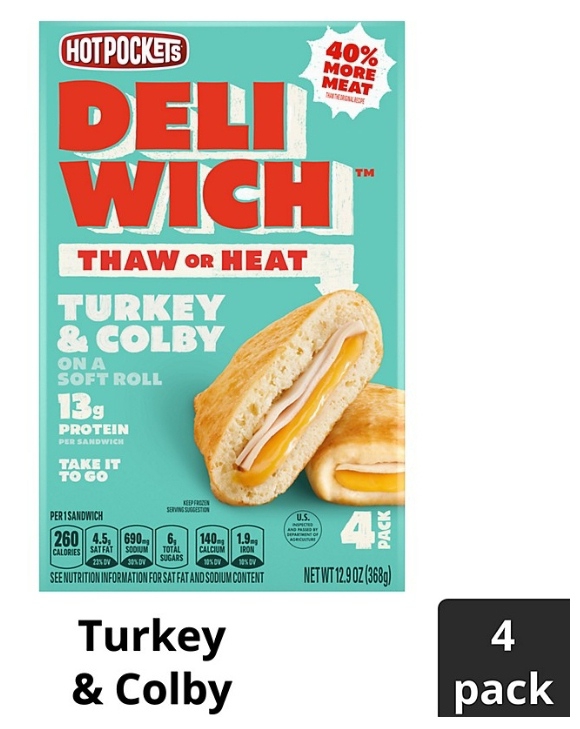 HOT POCKETS
40%
MORE
MEAT
THAN THE ORIGINAL RECIPE
DELI
WICH™
THAW OR HEAT
TURKEY
& COLBY
ON A
SOFT ROLL
13g
PROTEIN
PER SANDWICH
TAKE IT
TO GO
KEEP FROZEN
SERVING SUGGESTION
PER 1 SANDWICH
260 CALORIES
4.5g SAT FAT 23% DV
690mg SODIUM 30% DV
6g TOTAL SUGARS
140mg CALCIUM 10% DV
1.9mg IRON 10% DV
SEE NUTRITION INFORMATION FOR SAT FAT AND SODIUM CONTENT
U.S.
INSPECTED
AND PASSED BY
DEPARTMENT OF
AGRICULTURE
4 PACK
NET WT 12.9 OZ (368g)
Turkey
& Colby
4
pack